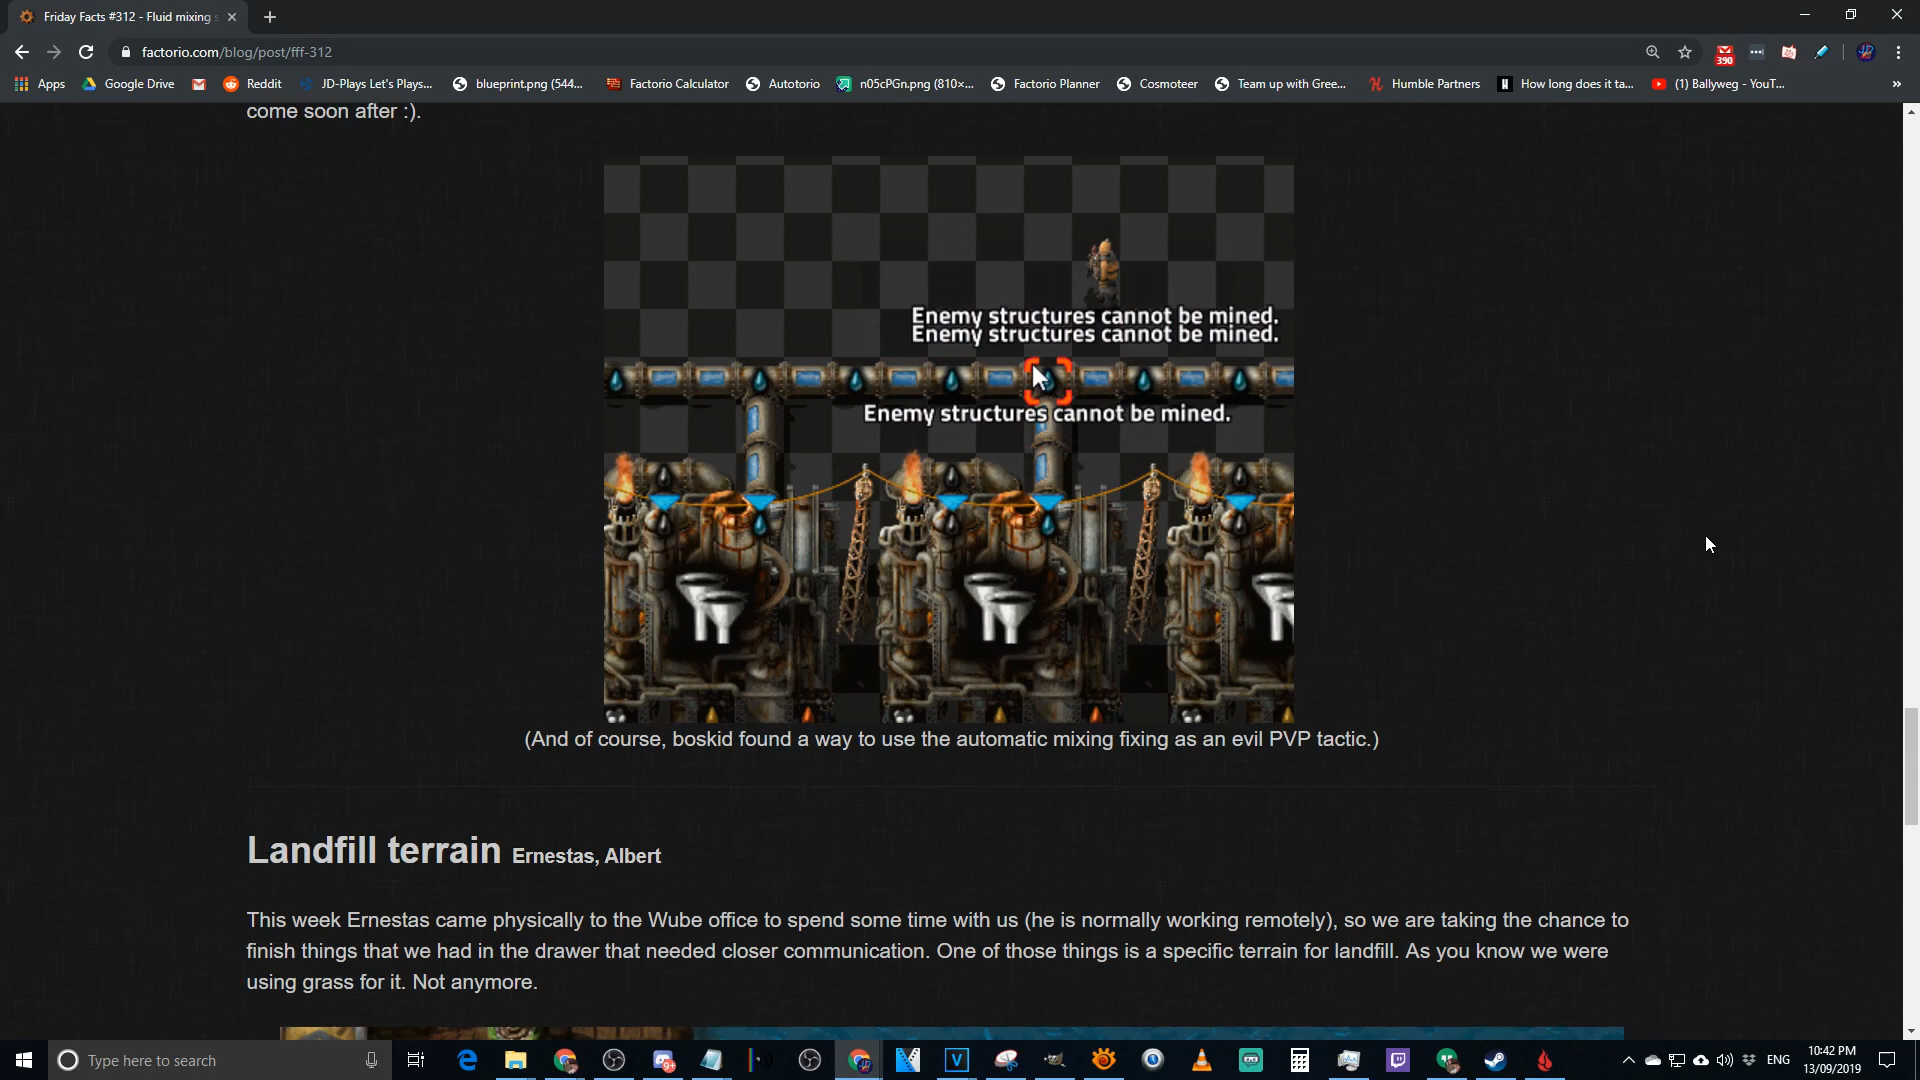 Friday Facts #312 - Fluid mixing s
factorio.com/blog/post/fff-312
390
Apps
Google Drive
Reddit
JD-Plays Let's Plays...
blueprint.png (544...
Factorio Calculator
Autotorio
n05cPGn.png (810×...
Factorio Planner
Cosmoteer
Team up with Gree...
Humble Partners
How long does it ta...
(1) Ballyweg - YouT...
»
come soon after :).
Enemy structures cannot be mined.
Enemy structures cannot be mined.
Enemy structures cannot be mined.
(And of course, boskid found a way to use the automatic mixing fixing as an evil PVP tactic.)
Landfill terrain Ernestas, Albert
This week Ernestas came physically to the Wube office to spend some time with us (he is normally working remotely), so we are taking the chance to
finish things that we had in the drawer that needed closer communication. One of those things is a specific terrain for landfill. As you know we were
using grass for it. Not anymore.
Type here to search
ENG
10:42 PM
13/09/2019